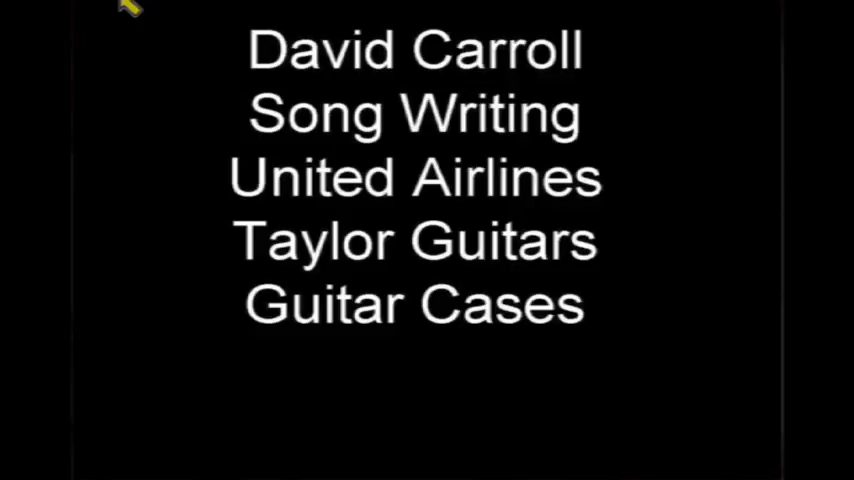 David Carroll
Song Writing
United Airlines
Taylor Guitars
Guitar Cases